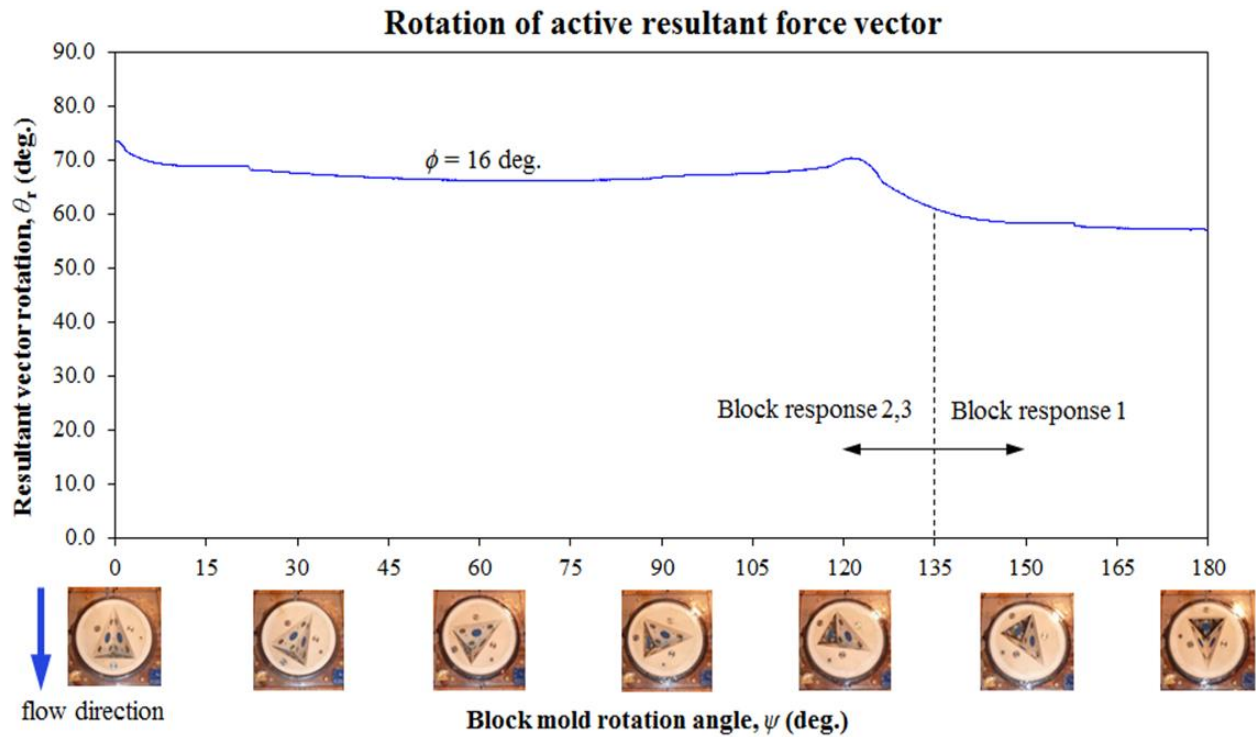 Rotation of active resultant force vector
90.0
80.0
70.0
60.0
50.0
40.0
30.0
20.0
10.0
0.0
Resultant vector rotation, θr (deg.)
ϕ = 16 deg.
Block response 2,3
Block response 1
0 15 30 45 60 75 90 105 120 135 150 165 180
flow direction
Block mold rotation angle, ψ (deg.)